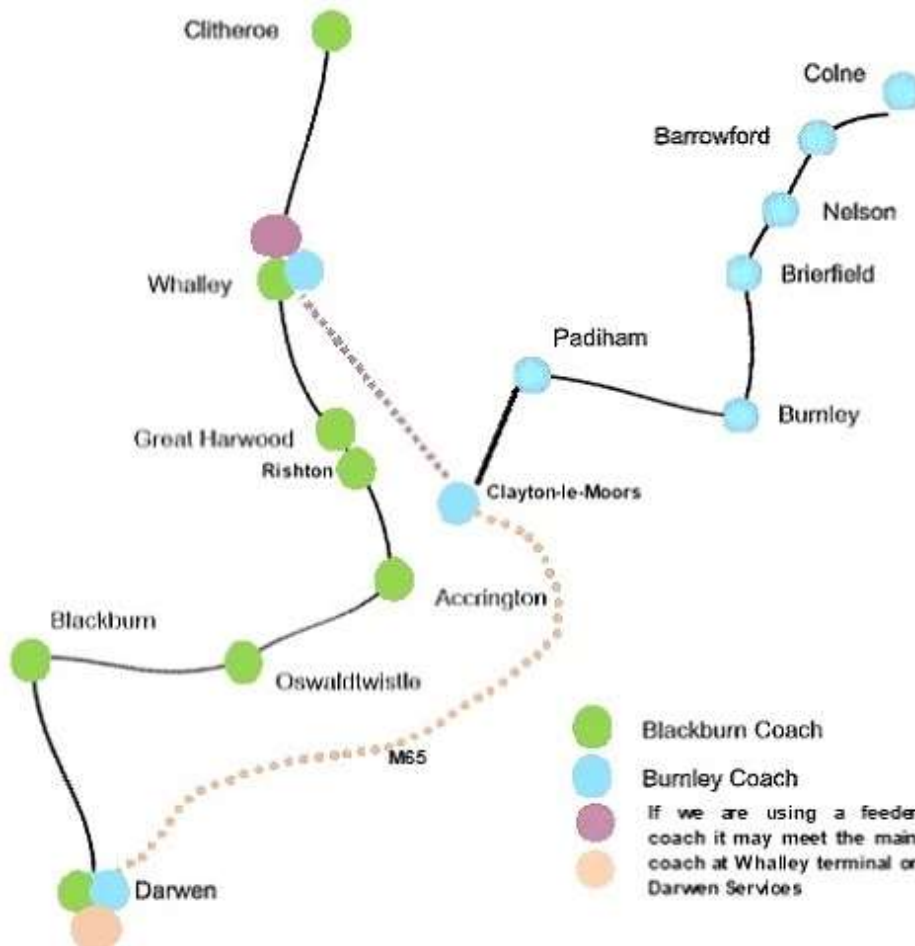 Clitheroe
Colne
Barrowford
Nelson
Whalley
Brierfield
Padiham
Burnley
Great Harwood
Rishton
Clayton-le-Moors
Accrington
Blackburn
Oswaldtwistle
M65
Darwen
Blackburn Coach
Burnley Coach
If we are using a feeder
coach it may meet the main
coach at Whalley terminal or
Darwen Services